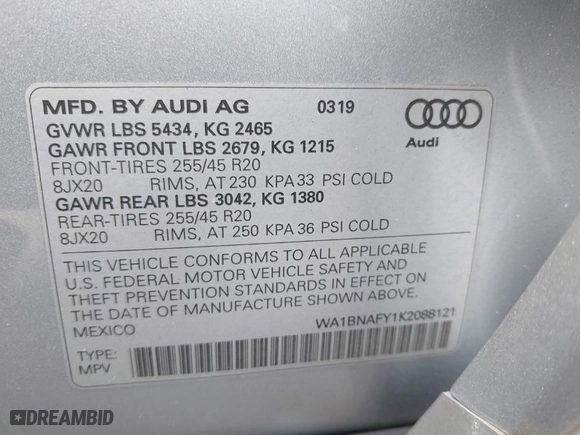 MFD. BY AUDI AG 0319
GVWR LBS 5434, KG 2465
GAWR FRONT LBS 2679, KG 1215
FRONT-TIRES 255/45 R20
8JX20 RIMS, AT 230 KPA 33 PSI COLD
GAWR REAR LBS 3042, KG 1380
REAR-TIRES 255/45 R20
8JX20 RIMS, AT 250 KPA 36 PSI COLD
Audi
THIS VEHICLE CONFORMS TO ALL APPLICABLE
U.S. FEDERAL MOTOR VEHICLE SAFETY AND
THEFT PREVENTION STANDARDS IN EFFECT ON
THE DATE OF MANUFACTURE SHOWN ABOVE.
MEXICO
WA1BNAFY1K2088121
TYPE:
MPV
DREAMBID